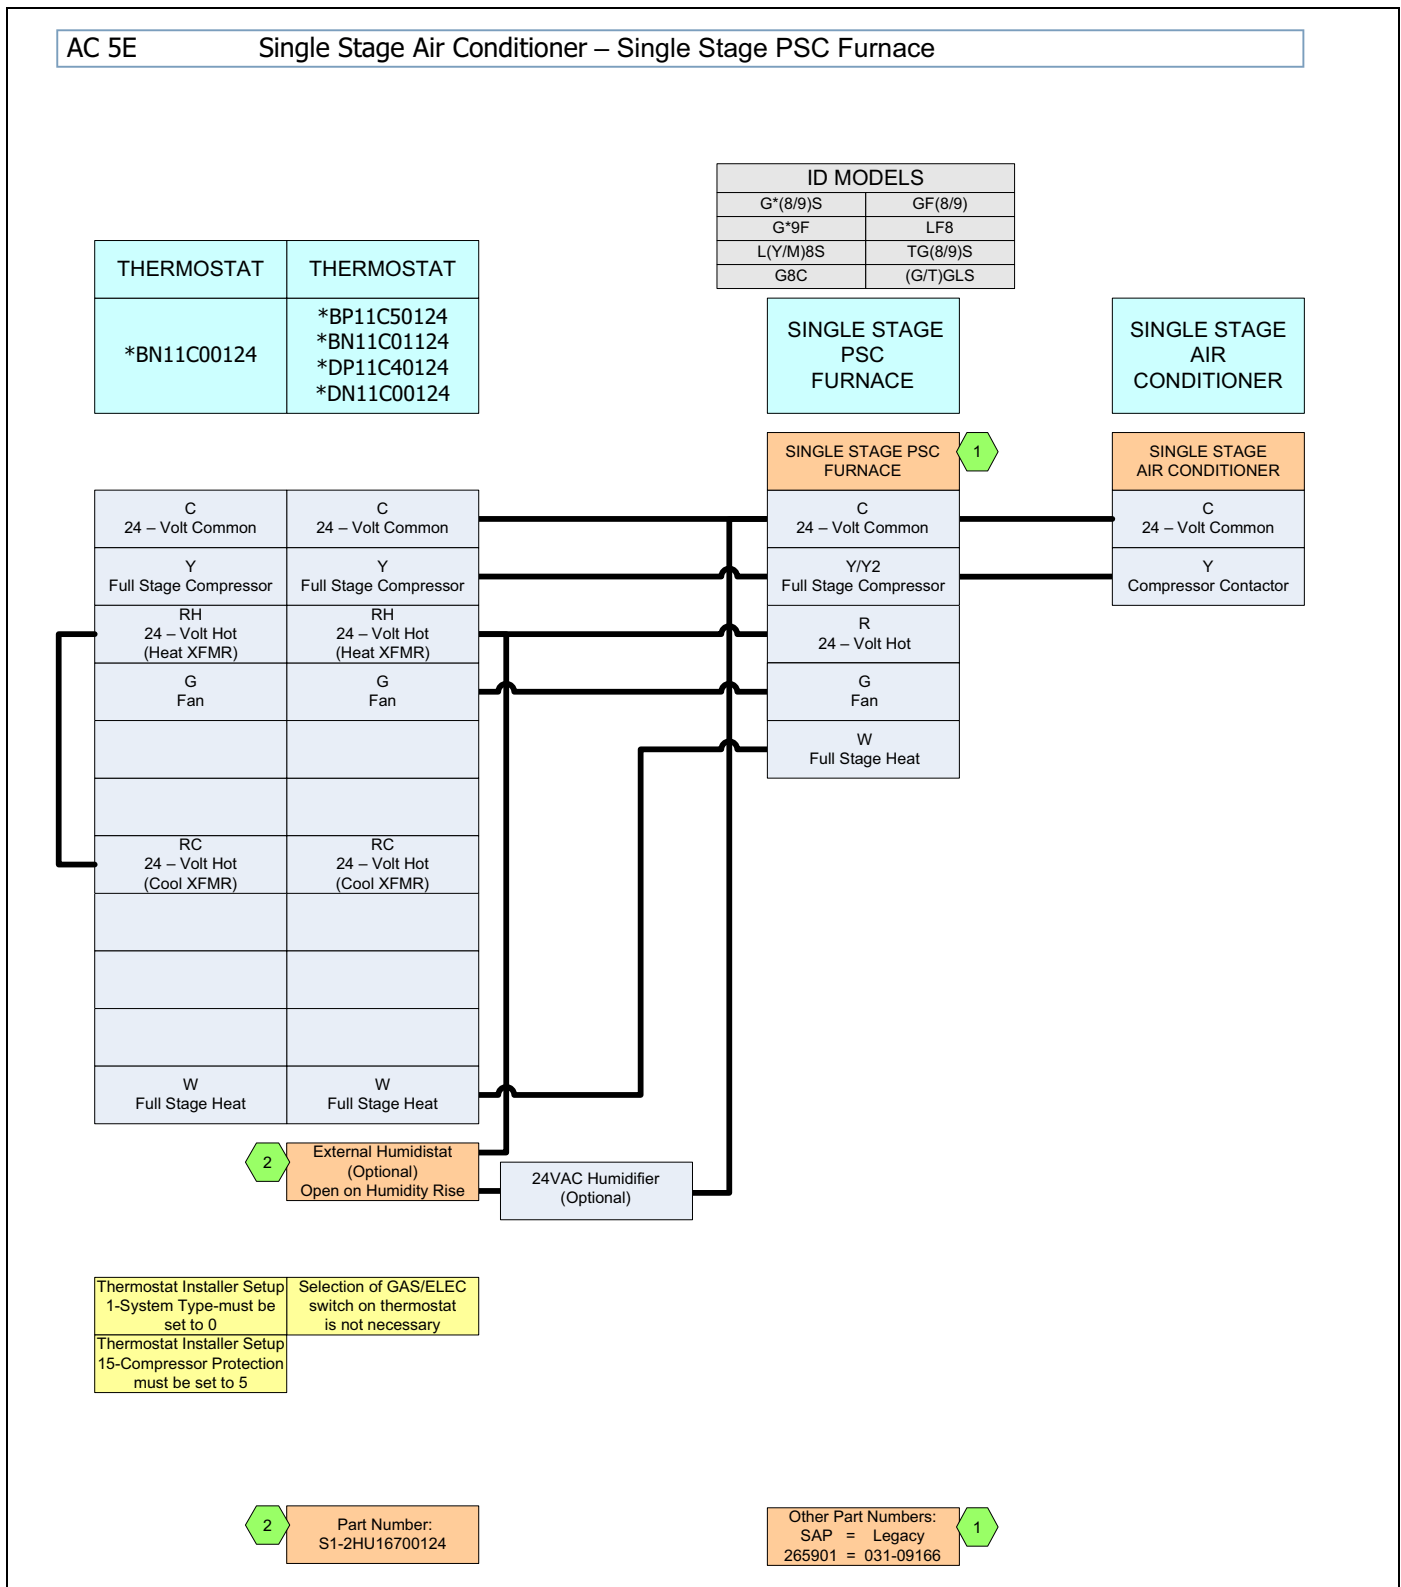 AC 5E Single Stage Air Conditioner – Single Stage PSC Furnace
ID MODELS
G*(8/9)S GF(8/9)
G*9F LF8
L(Y/M)8S TG(8/9)S
G8C (G/T)GLS
THERMOSTAT THERMOSTAT
*BN11C00124
*BP11C50124
*BN11C01124
*DP11C40124
*DN11C00124
SINGLE STAGE
PSC
FURNACE
SINGLE STAGE
AIR
CONDITIONER
SINGLE STAGE PSC
FURNACE
1
SINGLE STAGE
AIR CONDITIONER
C
24 – Volt Common
C
24 – Volt Common
C
24 – Volt Common
C
24 – Volt Common
Y
Full Stage Compressor
Y
Full Stage Compressor
Y/Y2
Full Stage Compressor
Y
Compressor Contactor
RH
24 – Volt Hot
(Heat XFMR)
RH
24 – Volt Hot
(Heat XFMR)
R
24 – Volt Hot
G
Fan
G
Fan
G
Fan
W
Full Stage Heat
RC
24 – Volt Hot
(Cool XFMR)
RC
24 – Volt Hot
(Cool XFMR)
W
Full Stage Heat
W
Full Stage Heat
2
External Humidistat
(Optional)
Open on Humidity Rise
24VAC Humidifier
(Optional)
Thermostat Installer Setup
1-System Type-must be
set to 0
Selection of GAS/ELEC
switch on thermostat
is not necessary
Thermostat Installer Setup
15-Compressor Protection
must be set to 5
2
Part Number:
S1-2HU16700124
Other Part Numbers:
SAP = Legacy
265901 = 031-09166
1